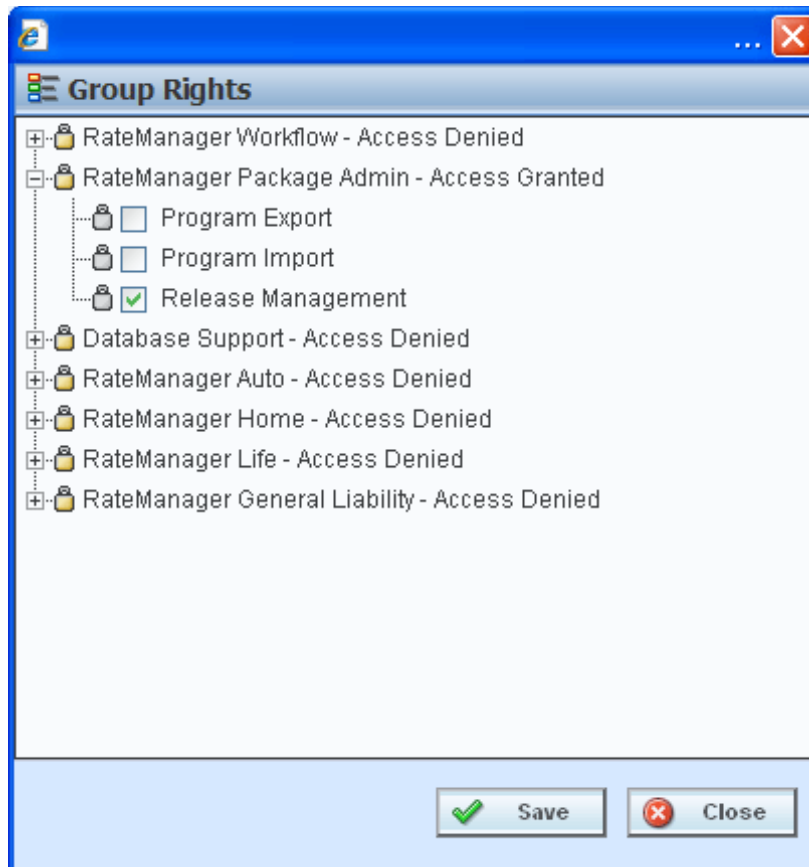 ...
Group Rights
RateManager Workflow - Access Denied
RateManager Package Admin - Access Granted
Program Export
Program Import
Release Management
Database Support - Access Denied
RateManager Auto - Access Denied
RateManager Home - Access Denied
RateManager Life - Access Denied
RateManager General Liability - Access Denied
Save Close